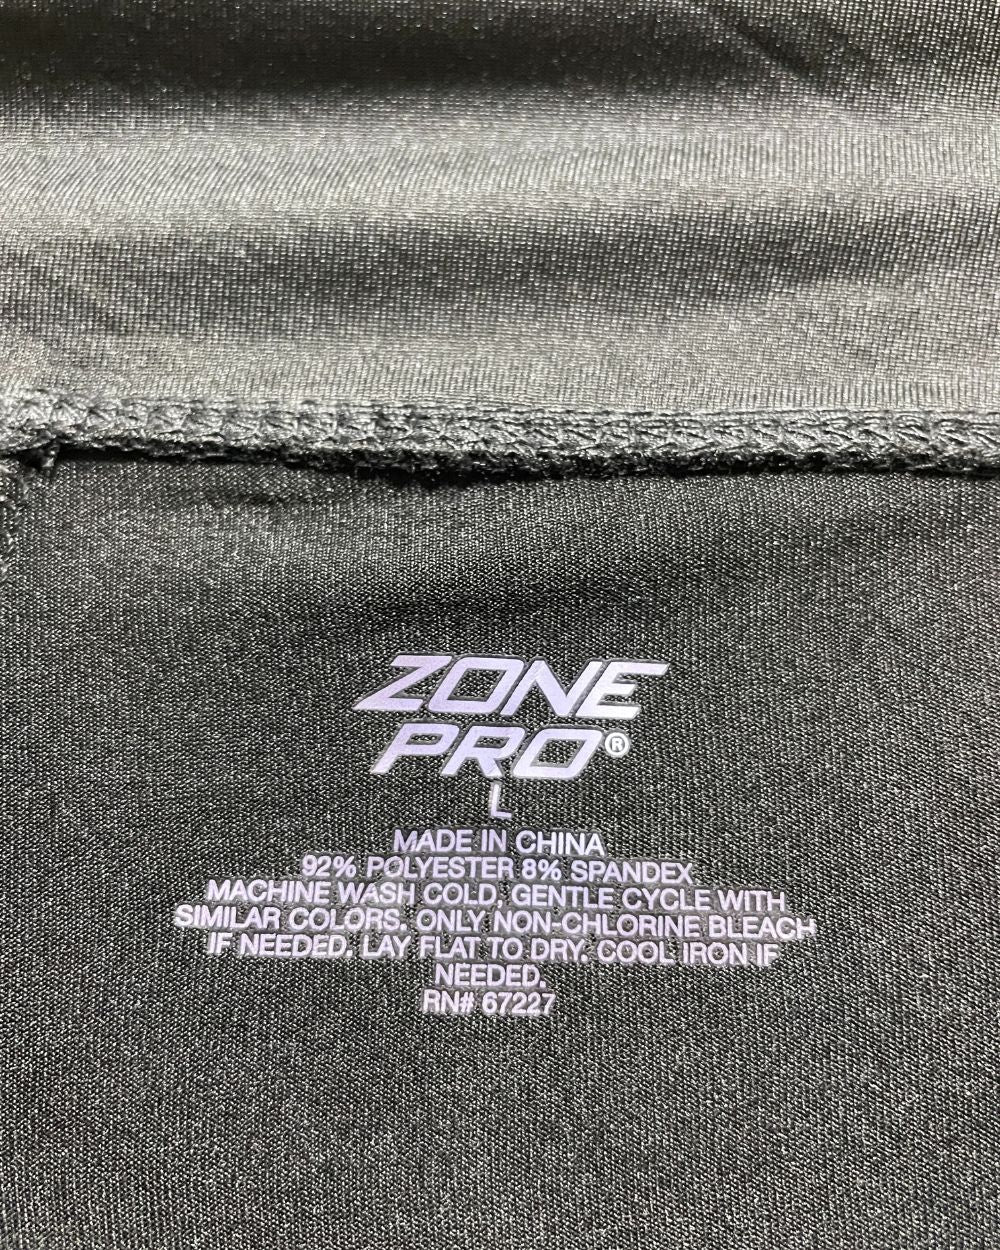 ZONE
PRO®
L
MADE IN CHINA
92% POLYESTER 8% SPANDEX
MACHINE WASH COLD, GENTLE CYCLE WITH
SIMILAR COLORS. ONLY NON-CHLORINE BLEACH
IF NEEDED. LAY FLAT TO DRY. COOL IRON IF
NEEDED.
RN# 67227